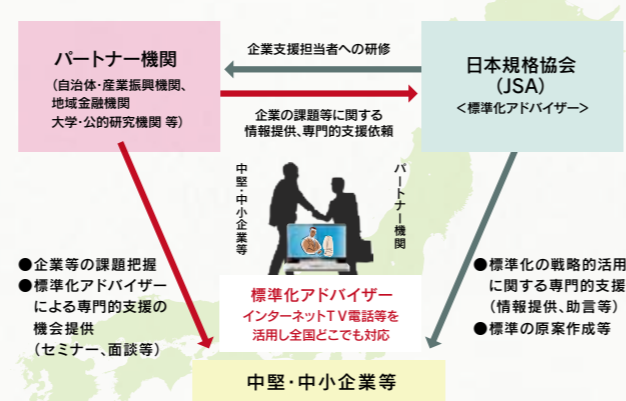 パートナー機関
(自治体・産業振興機関、
地域金融機関
大学・公的研究機関 等)
企業支援担当者への研修
企業の課題等に関する
情報提供、専門的支援依頼
日本規格協会
(JSA)
<標準化アドバイザー>
中堅・中小企業等
パートナー機関
●企業等の課題把握
●標準化アドバイザー
による専門的支援の
機会提供
(セミナー、面談等)
標準化アドバイザー
インターネットTV電話等を
活用し全国どこでも対応
●標準化の戦略的活用
に関する専門的支援
(情報提供、助言等)
●標準の原案作成等
中堅・中小企業等